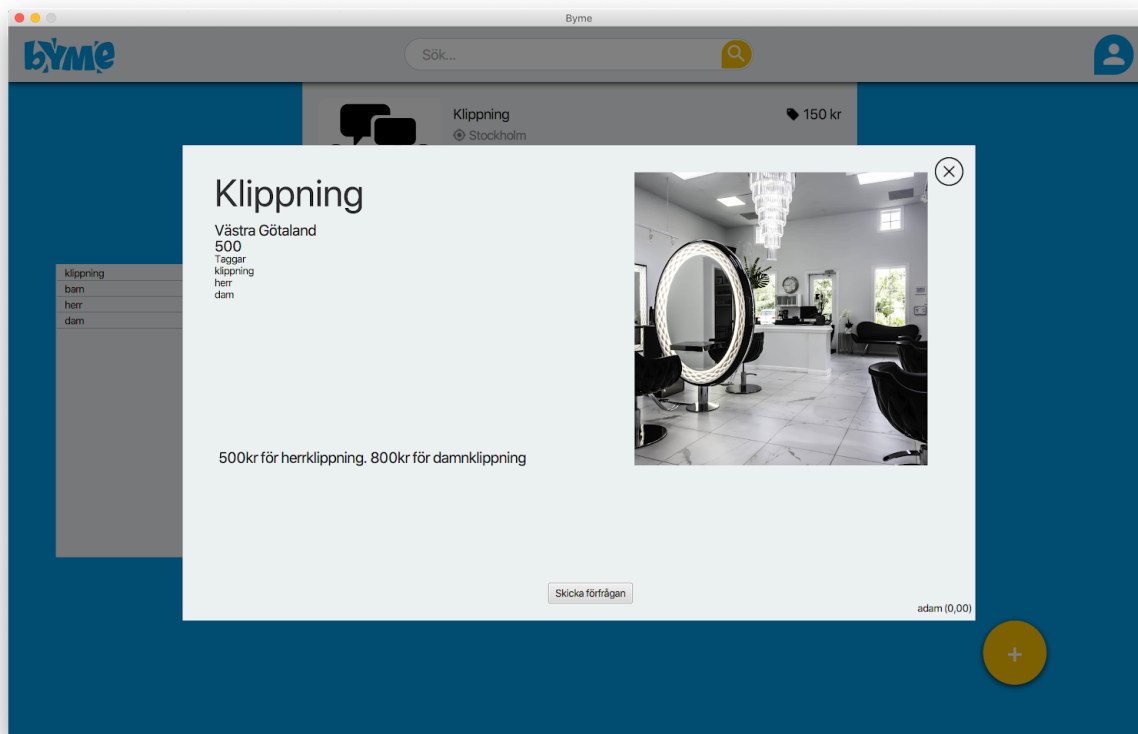 Byme
byme
Sök...
Klippning
150 kr
Stockholm
Klippning
Västra Götaland
500
Taggar
klippning
herr
dam
klippning
barn
herr
dam
500kr för herrklippning. 800kr för damnklippning
Skicka förfrågan
adam (0,00)
+